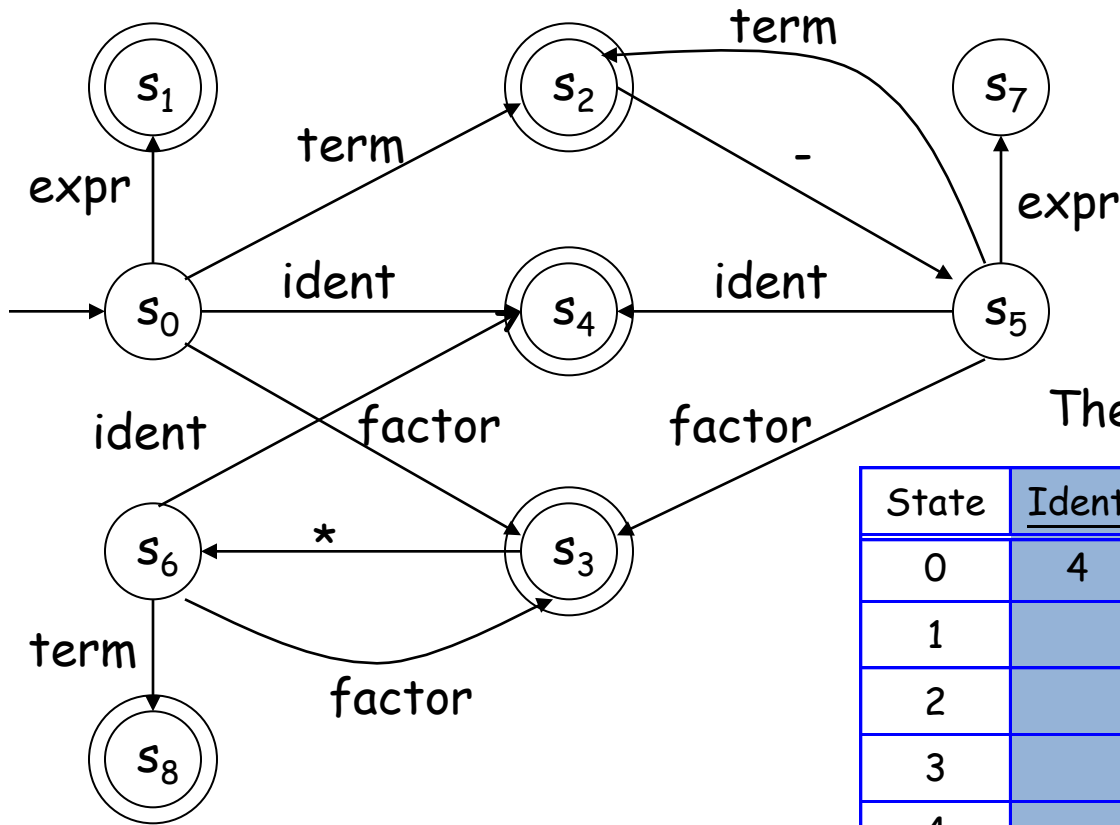 term
s1
s2
s7
term
-
expr
expr
ident
ident
s0
s4
s5
ident
factor
factor
The
*
s6
s3
State Ident
0 4
1
2
3
term
factor
s8